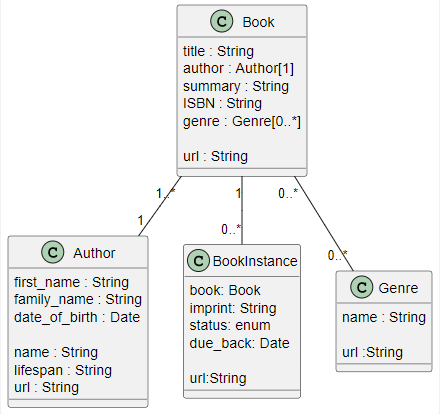 C Book
title : String
author : Author[1]
summary : String
ISBN : String
genre : Genre[0..*]
url : String
1..*
1
0..*
1
0..*
0..*
C Author
first_name : String
family_name : String
date_of_birth : Date
name : String
lifespan : String
url : String
C BookInstance
book: Book
imprint: String
status: enum
due_back: Date
url:String
C Genre
name : String
url :String